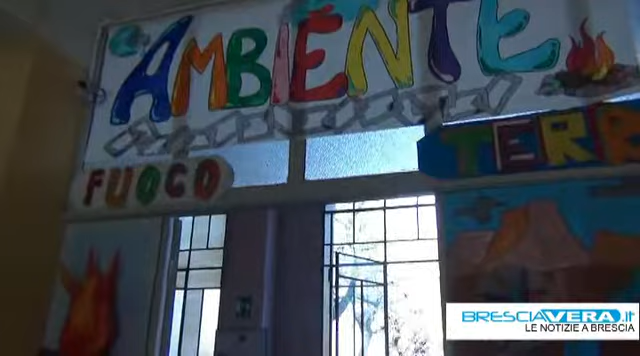 AMBIENTE
FUOCO
TERR
BRESCIAVERA.it
LE NOTIZIE A BRESCIA